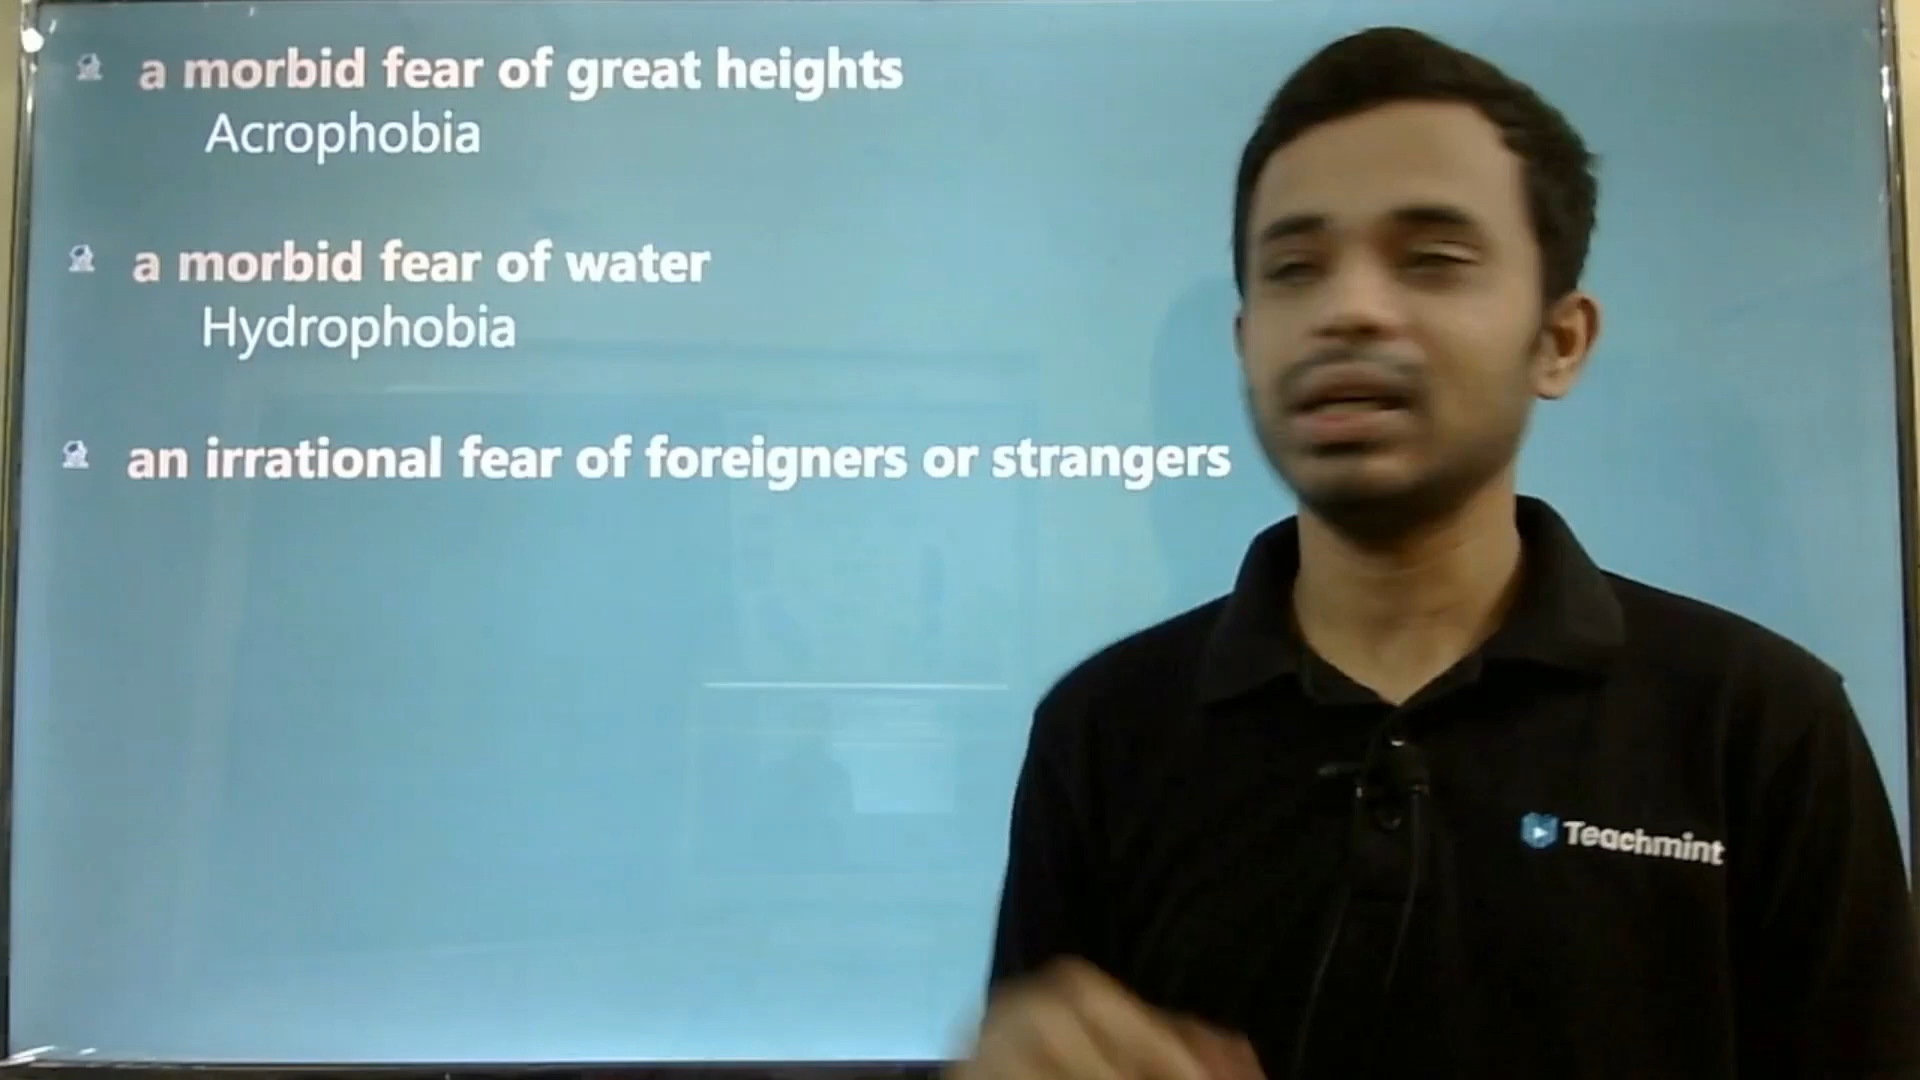 a morbid fear of great heights
Acrophobia
a morbid fear of water
Hydrophobia
an irrational fear of foreigners or strangers
Teachmint